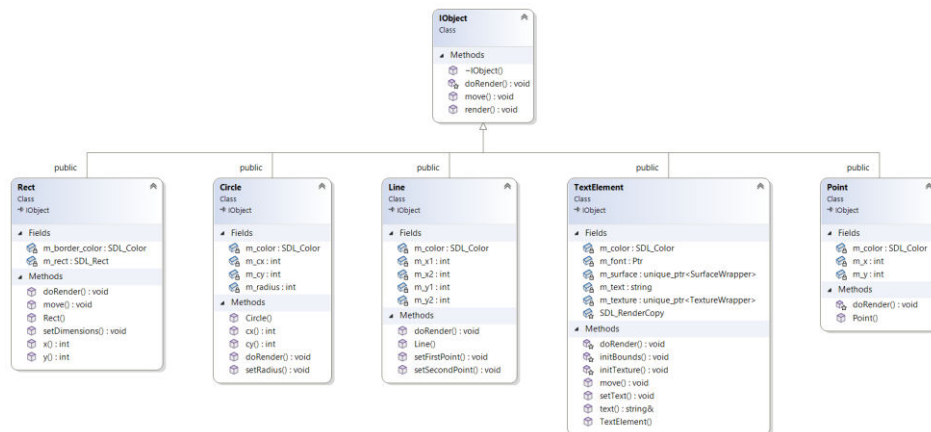 IObject
Class
Methods
~IObject()
doRender() : void
move() : void
render() : void
public
public
public
public
public
Rect
Class
IObject
Fields
m_border_color : SDL_Color
m_rect : SDL_Rect
Methods
doRender() : void
move() : void
Rect()
setDimensions() : void
x() : int
y() : int
Circle
Class
IObject
Fields
m_color : SDL_Color
m_cx : int
m_cy : int
m_radius : int
Methods
Circle()
cx() : int
cy() : int
doRender() : void
setRadius() : void
Line
Class
IObject
Fields
m_color : SDL_Color
m_x1 : int
m_x2 : int
m_y1 : int
m_y2 : int
Methods
doRender() : void
Line()
setFirstPoint() : void
setSecondPoint() : void
TextElement
Class
IObject
Fields
m_color : SDL_Color
m_font : Ptr
m_surface : unique_ptr<SurfaceWrapper>
m_text : string
m_texture : unique_ptr<TextureWrapper>
SDL_RenderCopy
Methods
doRender() : void
initBounds() : void
initTexture() : void
move() : void
setText() : void
text() : string&
TextElement()
Point
Class
IObject
Fields
m_color : SDL_Color
m_x : int
m_y : int
Methods
doRender() : void
Point()